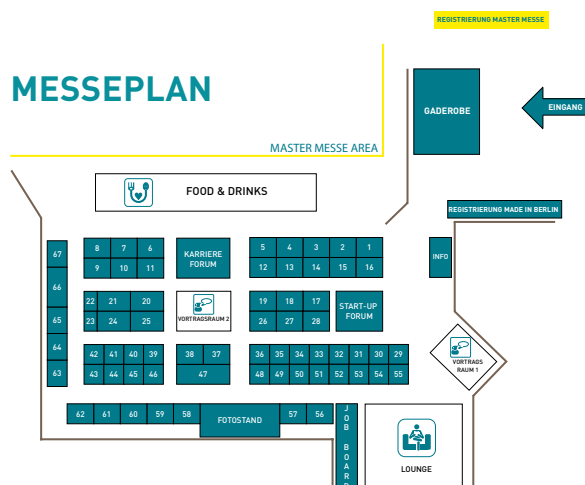 REGISTRIERUNG MASTER MESSE
MESSEPLAN
GADEROBE
EINGANG
MASTER MESSE AREA
FOOD & DRINKS
REGISTRIERUNG MADE IN BERLIN
67
8 7 6
KARRIERE
FORUM
5 4 3 2 1
INFO
9 10 11
12 13 14 15 16
66
22 21 20
VORTRAGSRAUM 2
19 18 17
START-UP
FORUM
65
23 24 25
26 27 28
64
42 41 40 39
38 37
36 35 34 33 32 31 30 29
VORTRAGS
RAUM 1
63
43 44 45 46
47
48 49 50 51 52 53 54 55
62 61 60 59 58
FOTOSTAND
57 56
JOB BOARD
LOUNGE